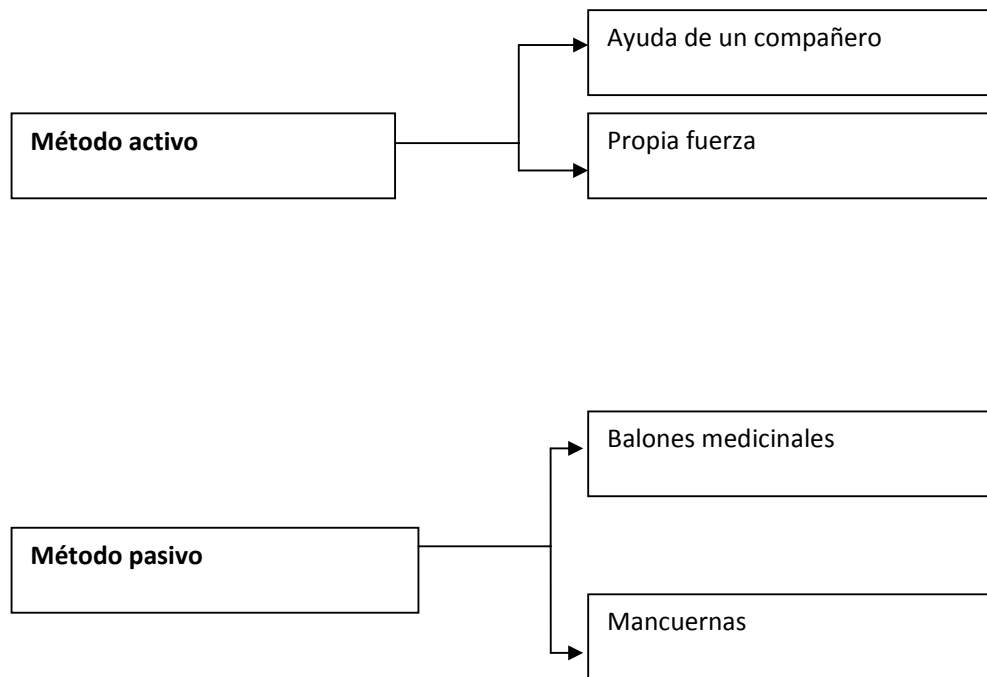 Ayuda de un compañero
Método activo
Propia fuerza
Balones medicinales
Método pasivo
Mancuernas